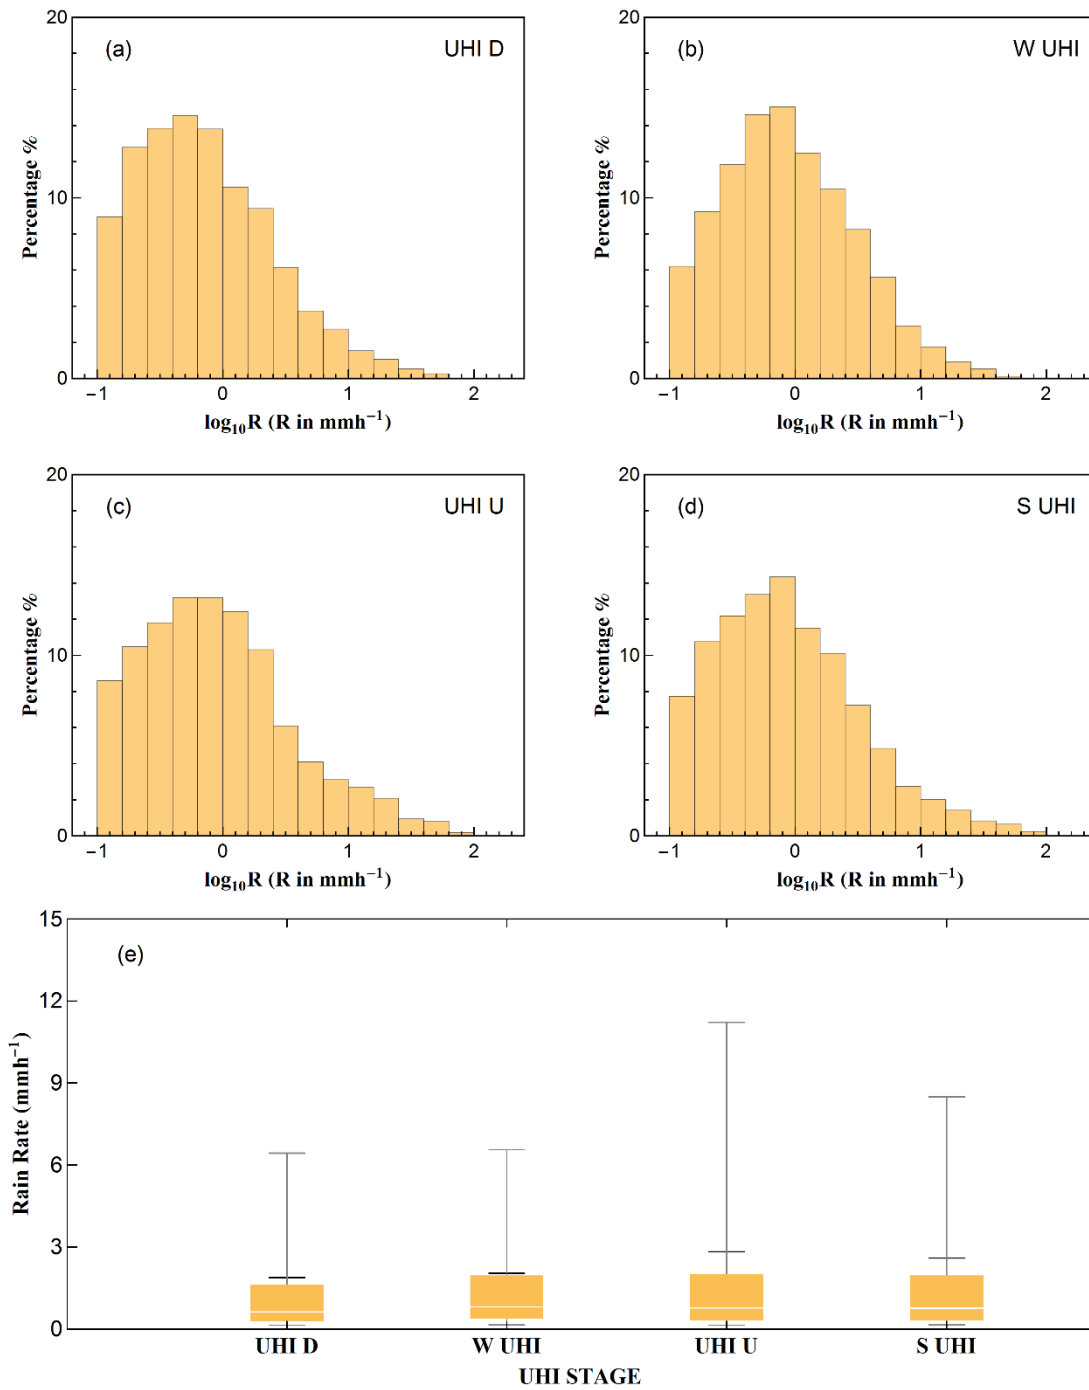 (a) UHI D
20
10
0
Percentage %
−1 0 1 2
log₁₀R (R in mmh⁻¹)
(b) W UHI
20
10
0
Percentage %
−1 0 1 2
log₁₀R (R in mmh⁻¹)
(c) UHI U
20
10
0
Percentage %
−1 0 1 2
log₁₀R (R in mmh⁻¹)
(d) S UHI
20
10
0
Percentage %
−1 0 1 2
log₁₀R (R in mmh⁻¹)
(e)
15
12
9
6
3
0
Rain Rate (mmh⁻¹)
UHI D W UHI UHI U S UHI
UHI STAGE